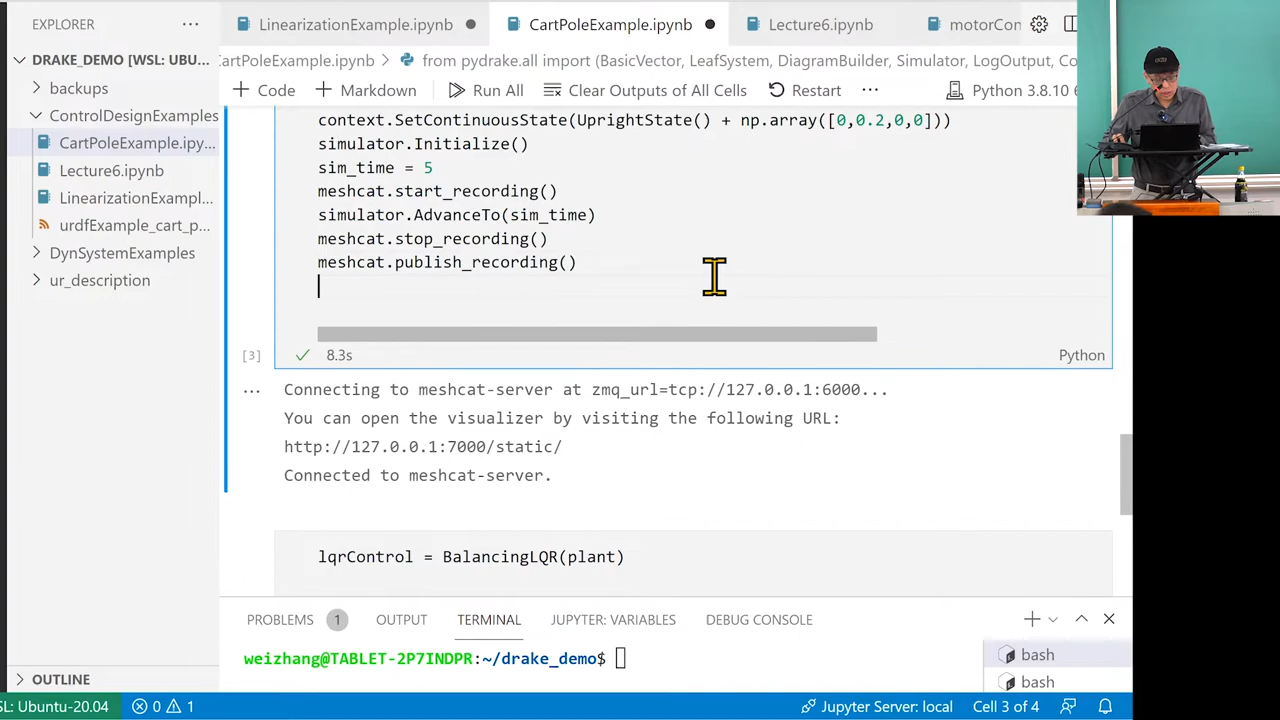 EXPLORER
LinearizationExample.ipynb
CartPoleExample.ipynb
Lecture6.ipynb
motorCon
DRAKE_DEMO [WSL: UBU...
backups
ControlDesignExamples
CartPoleExample.ipy...
Lecture6.ipynb
LinearizationExampl...
urdfExample_cart_p...
DynSystemExamples
ur_description
OUTLINE
CartPoleExample.ipynb > from pydrake.all import (BasicVector, LeafSystem, DiagramBuilder, Simulator, LogOutput, Co
+ Code + Markdown Run All Clear Outputs of All Cells Restart ... Python 3.8.10 6
context.SetContinuousState(UprightState() + np.array([0,0.2,0,0]))
simulator.Initialize()
sim_time = 5
meshcat.start_recording()
simulator.AdvanceTo(sim_time)
meshcat.stop_recording()
meshcat.publish_recording()
[3] 8.3s Python
... Connecting to meshcat-server at zmq_url=tcp://127.0.0.1:6000...
You can open the visualizer by visiting the following URL:
http://127.0.0.1:7000/static/
Connected to meshcat-server.
lqrControl = BalancingLQR(plant)
PROBLEMS 1 OUTPUT TERMINAL JUPYTER: VARIABLES DEBUG CONSOLE
weizhang@TABLET-2P7INDPR:~/drake_demo$
bash
bash
SL: Ubuntu-20.04 0 1 Jupyter Server: local Cell 3 of 4